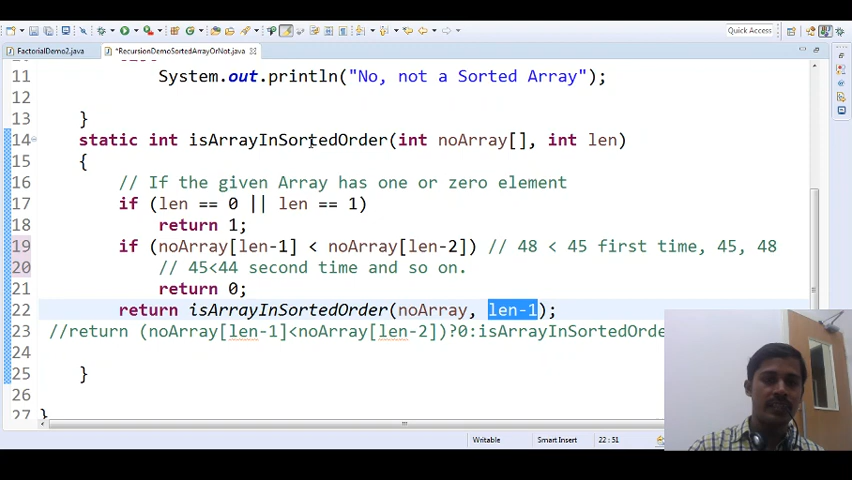 Quick Access
FactorialDemo2.java
*RecursionDemoSortedArrayOrNot.java
11 System.out.println("No, not a Sorted Array");
12
13 }
14 static int isArrayInSortedOrder(int noArray[], int len)
15 {
16 // If the given Array has one or zero element
17 if (len == 0 || len == 1)
18 return 1;
19 if (noArray[len-1] < noArray[len-2]) // 48 < 45 first time, 45, 48
20 // 45<44 second time and so on.
21 return 0;
22 return isArrayInSortedOrder(noArray, len-1);
23 //return (noArray[len-1]<noArray[len-2])?0:isArrayInSortedOrde
24
25 }
26
27 }
Writable
Smart Insert
22 : 51